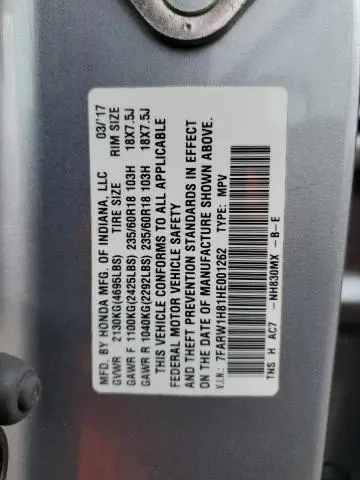 MFD. BY HONDA MFG. OF INDIANA, LLC 03/'17
GVWR 2130KG(4695LBS) TIRE SIZE RIM SIZE
GAWR F 1100KG(2425LBS) 235/60R18 103H 18X7.5J
GAWR R 1040KG(2292LBS) 235/60R18 103H 18X7.5J
THIS VEHICLE CONFORMS TO ALL APPLICABLE
FEDERAL MOTOR VEHICLE SAFETY
AND THEFT PREVENTION STANDARDS IN EFFECT
ON THE DATE OF MANUFACTURE SHOWN ABOVE.
V.I.N.: 7FARW1H81HE001262 TYPE: MPV
TNS H AC7 -NH830MX -B-E